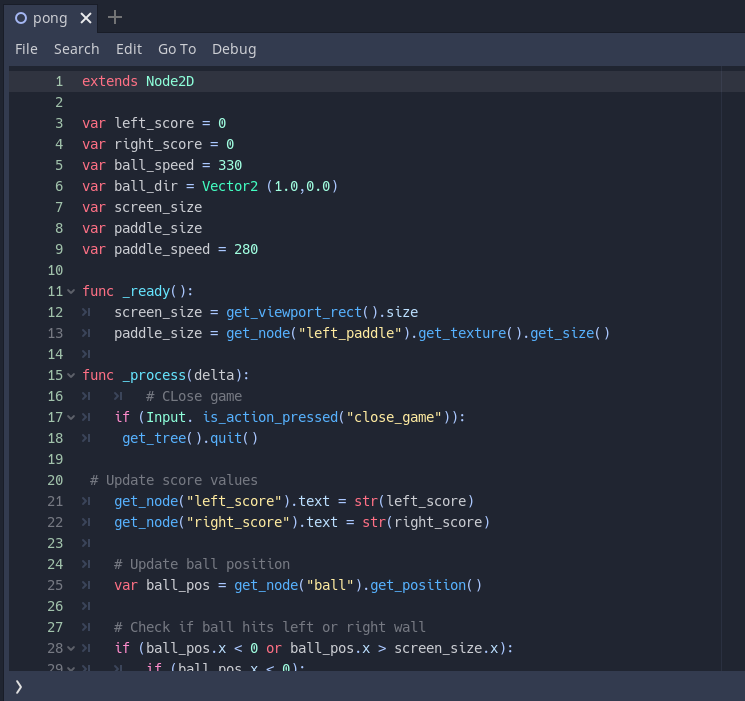 pong
File Search Edit Go To Debug
1 extends Node2D
2
3 var left_score = 0
4 var right_score = 0
5 var ball_speed = 330
6 var ball_dir = Vector2 (1.0,0.0)
7 var screen_size
8 var paddle_size
9 var paddle_speed = 280
10
11 func _ready():
12 screen_size = get_viewport_rect().size
13 paddle_size = get_node("left_paddle").get_texture().get_size()
14
15 func _process(delta):
16 # CLose game
17 if (Input. is_action_pressed("close_game")):
18 get_tree().quit()
19
20 # Update score values
21 get_node("left_score").text = str(left_score)
22 get_node("right_score").text = str(right_score)
23
24 # Update ball position
25 var ball_pos = get_node("ball").get_position()
26
27 # Check if ball hits left or right wall
28 if (ball_pos.x < 0 or ball_pos.x > screen_size.x):
29 if (ball_pos.x < 0):